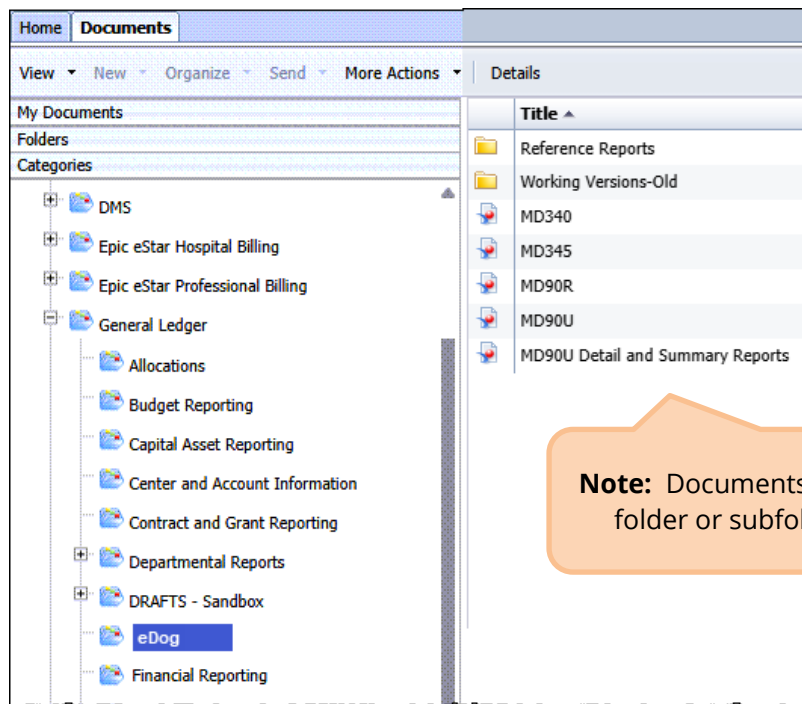 Home Documents
View New Organize Send More Actions Details
My Documents
Folders
Categories
DMS
Epic eStar Hospital Billing
Epic eStar Professional Billing
General Ledger
Allocations
Budget Reporting
Capital Asset Reporting
Center and Account Information
Contract and Grant Reporting
Departmental Reports
DRAFTS - Sandbox
eDog
Financial Reporting
Title
Reference Reports
Working Versions-Old
MD340
MD345
MD90R
MD90U
MD90U Detail and Summary Reports
Note: Documents
folder or subfol